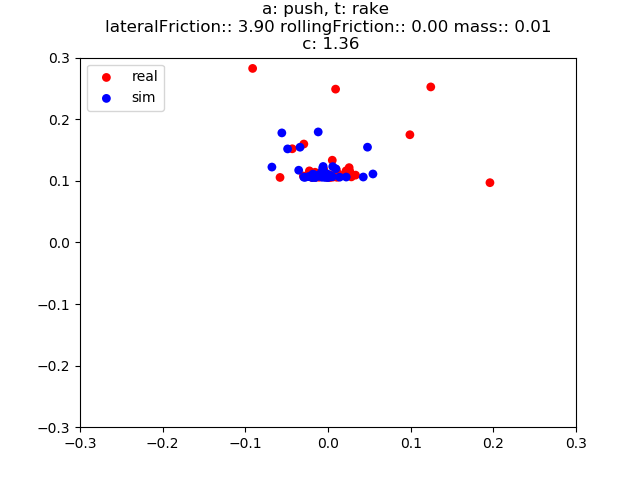 a: push, t: rake
lateralFriction:: 3.90 rollingFriction:: 0.00 mass:: 0.01
c: 1.36
real
sim
0.3
0.2
0.1
0.0
−0.1
−0.2
−0.3
−0.3
−0.2
−0.1
0.0
0.1
0.2
0.3